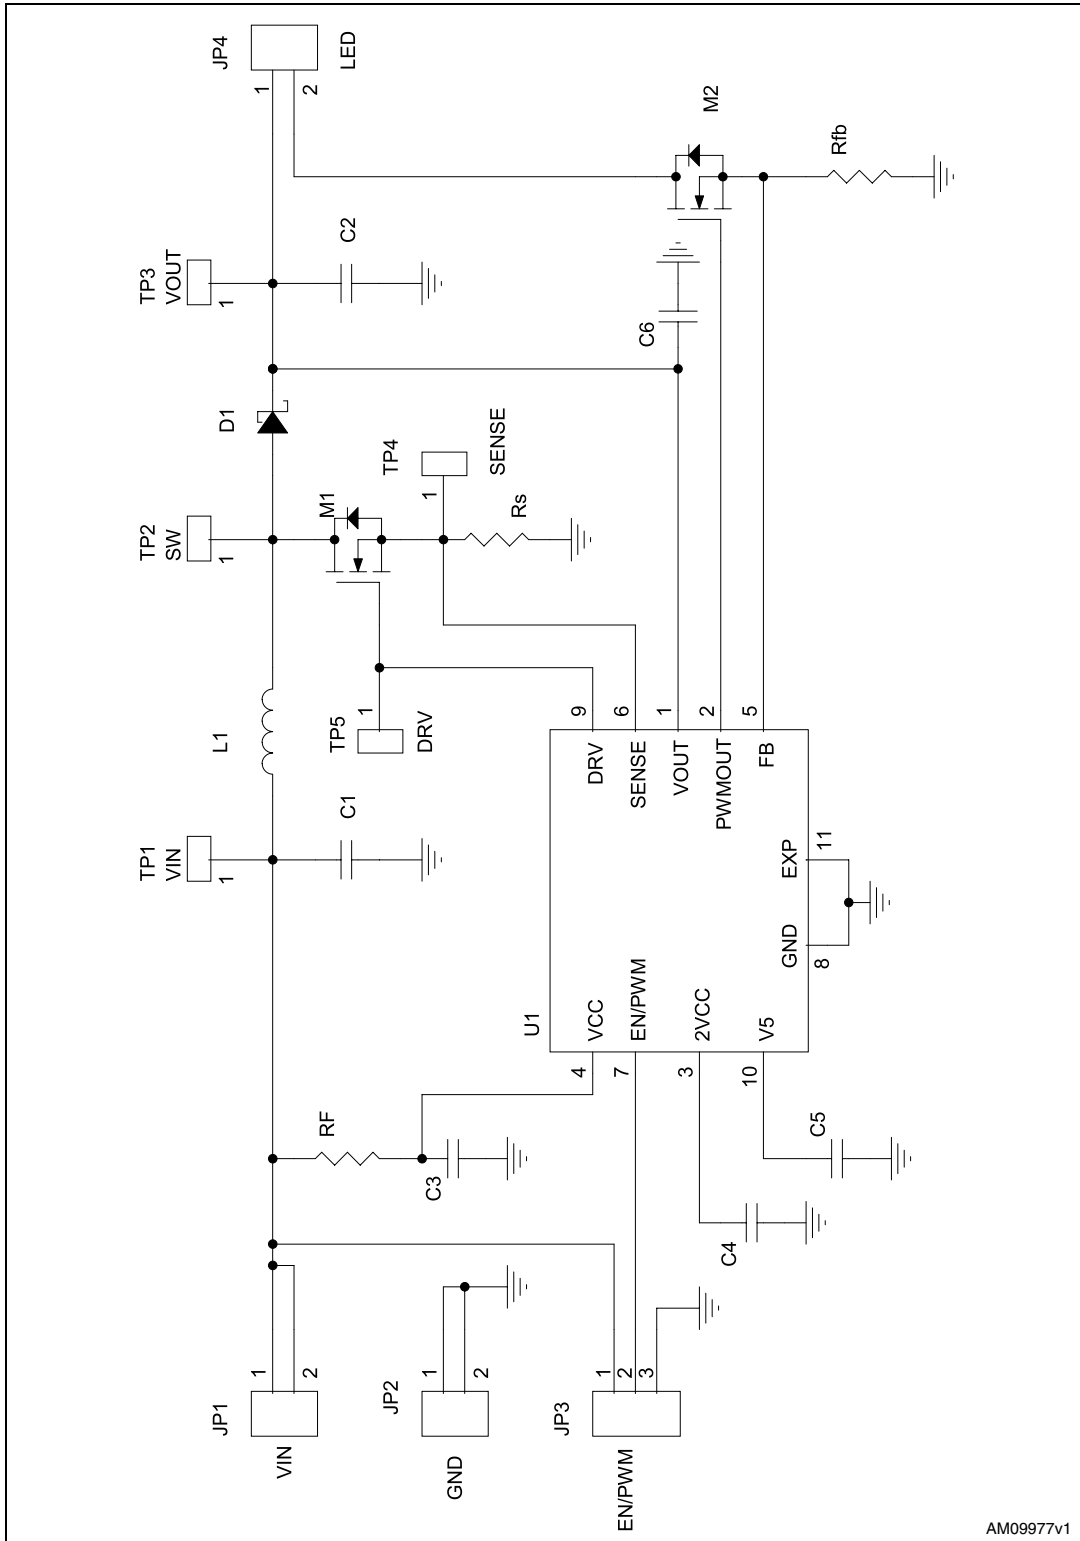 JP4
LED
1
2
TP3
VOUT
1
C2
M2
Rfb
C6
D1
TP4
SENSE
1
TP2
SW
1
M1
Rs
L1
TP5
DRV
1
TP1
VIN
1
C1
U1
9
DRV
6
SENSE
1
VOUT
2
PWMOUT
5
FB
11
EXP
8
GND
4
VCC
7
EN/PWM
3
2VCC
10
V5
RF
C3
C4
C5
JP1
VIN
1
2
JP2
GND
1
2
JP3
EN/PWM
1
2
3
AM09977v1